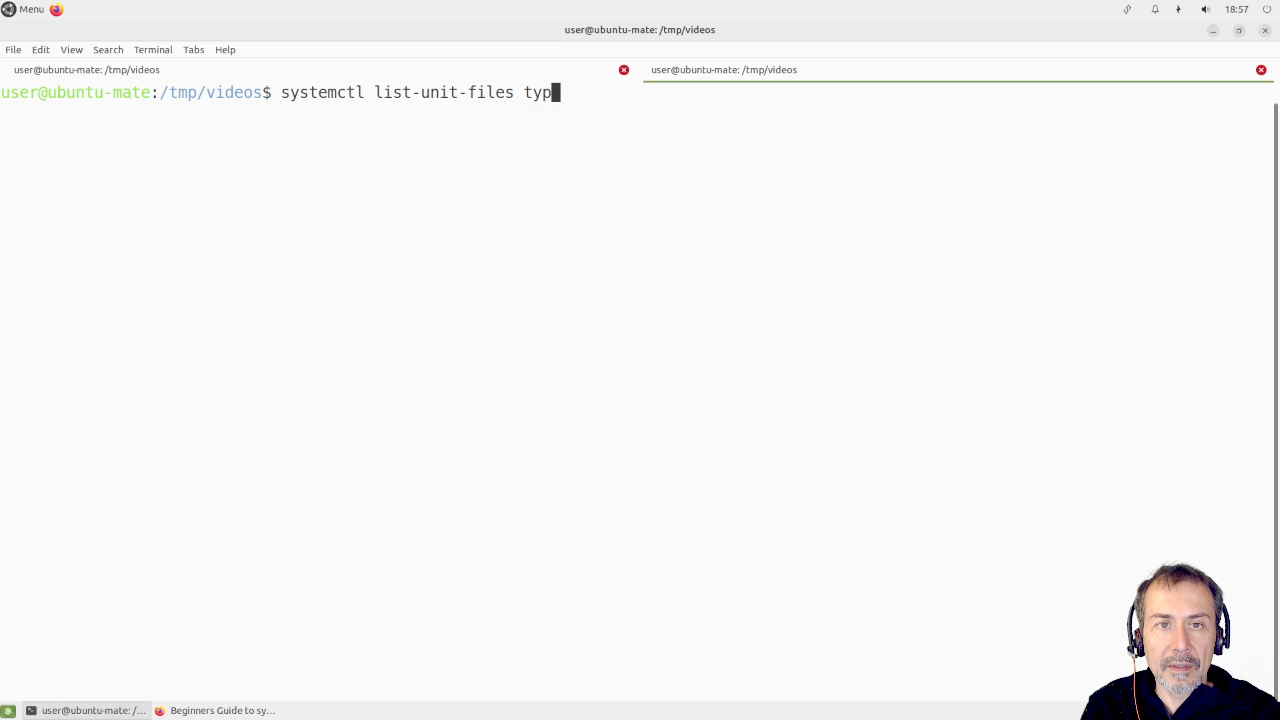 Menu 18:57
user@ubuntu-mate: /tmp/videos
File Edit View Search Terminal Tabs Help
user@ubuntu-mate: /tmp/videos user@ubuntu-mate: /tmp/videos
user@ubuntu-mate:/tmp/videos$ systemctl list-unit-files typ
user@ubuntu-mate: /... Beginners Guide to sy...